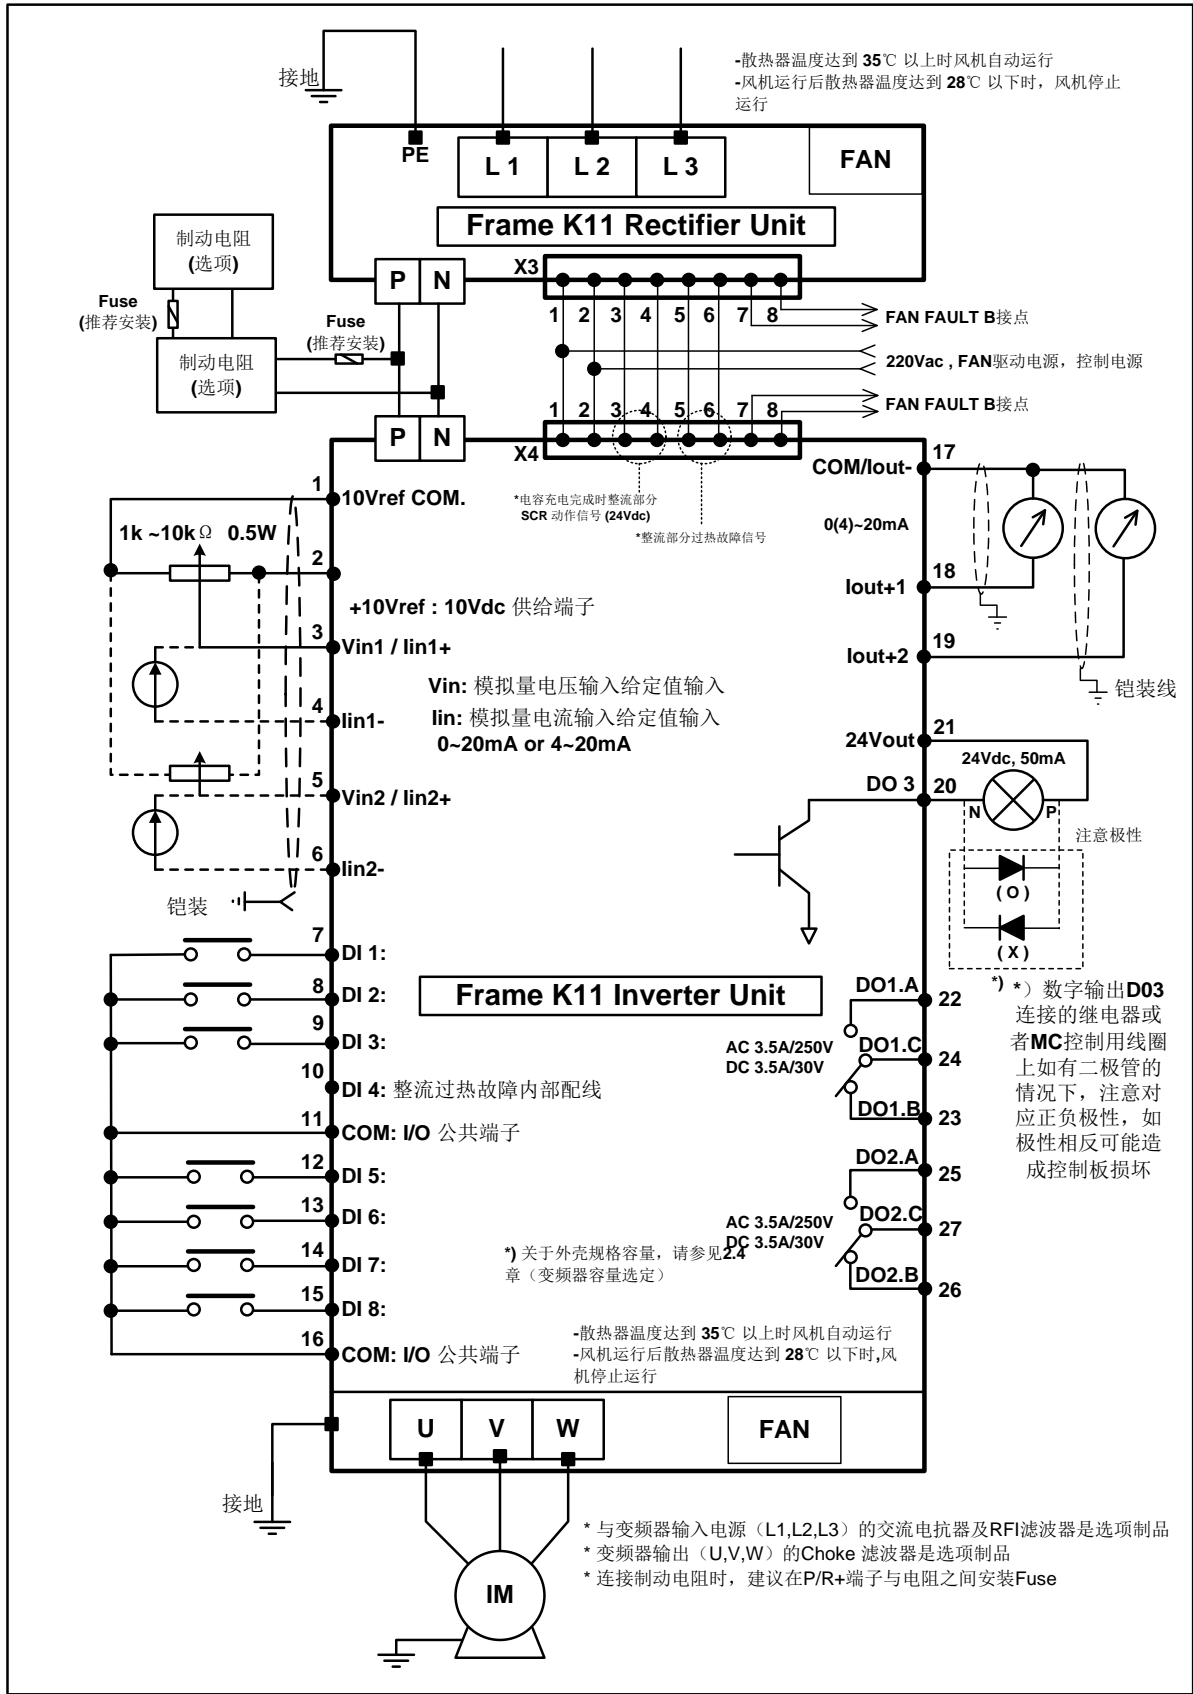 接地
-散热器温度达到 35℃ 以上时风机自动运行
-风机运行后散热器温度达到 28℃ 以下时，风机停止
运行
PE
L 1
L 2
L 3
FAN
Frame K11 Rectifier Unit
制动电阻
(选项)
P
N
X3
Fuse
(推荐安装)
Fuse
(推荐安装)
制动电阻
(选项)
1
2
3
4
5
6
7
8
FAN FAULT B接点
220Vac , FAN驱动电源，控制电源
1
2
3
4
5
6
7
8
FAN FAULT B接点
P
N
X4
*电容充电完成时整流部分
SCR 动作信号 (24Vdc)
*整流部分过热故障信号
1
10Vref COM.
1k ~10kΩ 0.5W
2
+10Vref : 10Vdc 供给端子
3
Vin1 / Iin1+
Vin: 模拟量电压输入给定值输入
4
Iin1-
Iin: 模拟量电流输入给定值输入
0~20mA or 4~20mA
5
Vin2 / Iin2+
6
Iin2-
铠装
COM/Iout-
17
0(4)~20mA
18
Iout+1
19
Iout+2
铠装线
21
24Vout
24Vdc, 50mA
DO 3
20
N
P
注意极性
( O )
( X )
*)
*）数字输出D03
连接的继电器或
者MC控制用线圈
上如有二极管的
情况下，注意对
应正负极性，如
极性相反可能造
成控制板损坏
7
DI 1:
8
DI 2:
9
DI 3:
10
DI 4: 整流过热故障内部配线
11
COM: I/O 公共端子
12
DI 5:
13
DI 6:
14
DI 7:
15
DI 8:
16
COM: I/O 公共端子
Frame K11 Inverter Unit
DO1.A
22
AC 3.5A/250V
DC 3.5A/30V
DO1.C
24
DO1.B
23
DO2.A
25
AC 3.5A/250V
DC 3.5A/30V
DO2.C
27
DO2.B
26
*) 关于外壳规格容量，请参见2.4
章（变频器容量选定）
-散热器温度达到 35℃ 以上时风机自动运行
-风机运行后散热器温度达到 28℃ 以下时,风
机停止运行
U
V
W
FAN
接地
IM
* 与变频器输入电源（L1,L2,L3）的交流电抗器及RFI滤波器是选项制品
* 变频器输出（U,V,W）的Choke 滤波器是选项制品
* 连接制动电阻时，建议在P/R+端子与电阻之间安装Fuse